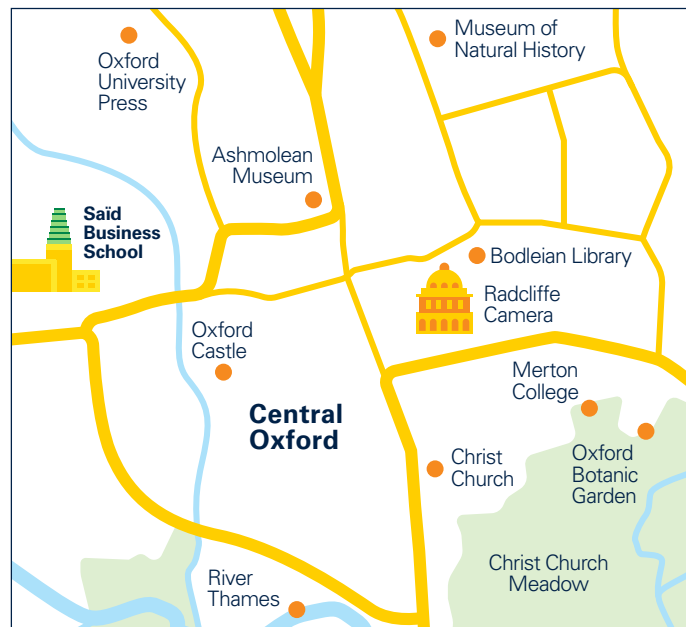 Museum of
Natural History
Oxford
University
Press
Ashmolean
Museum
Saïd
Business
School
Bodleian Library
Radcliffe
Camera
Oxford
Castle
Merton
College
Central
Oxford
Christ
Church
Oxford
Botanic
Garden
Christ Church
Meadow
River
Thames